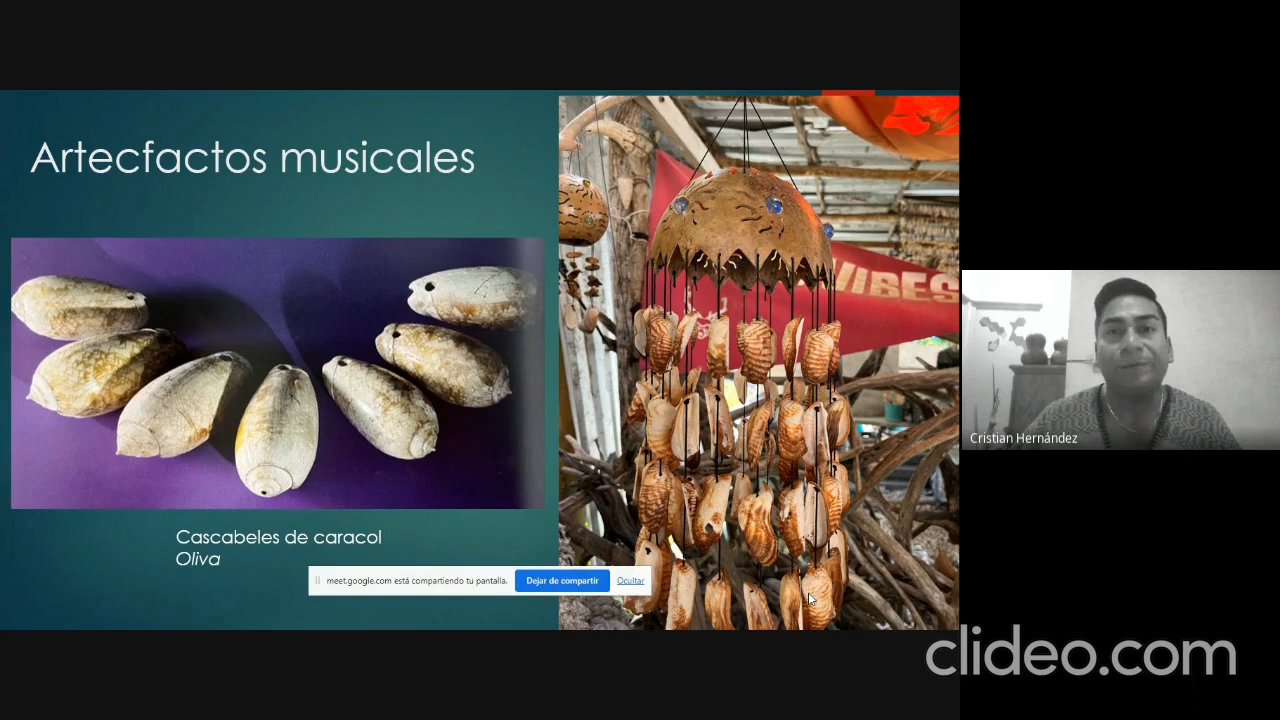 Artecfactos musicales
VIBES
Cascabeles de caracol
Oliva
meet.google.com está compartiendo tu pantalla.
Dejar de compartir
Ocultar
Cristian Hernández
clideo.com